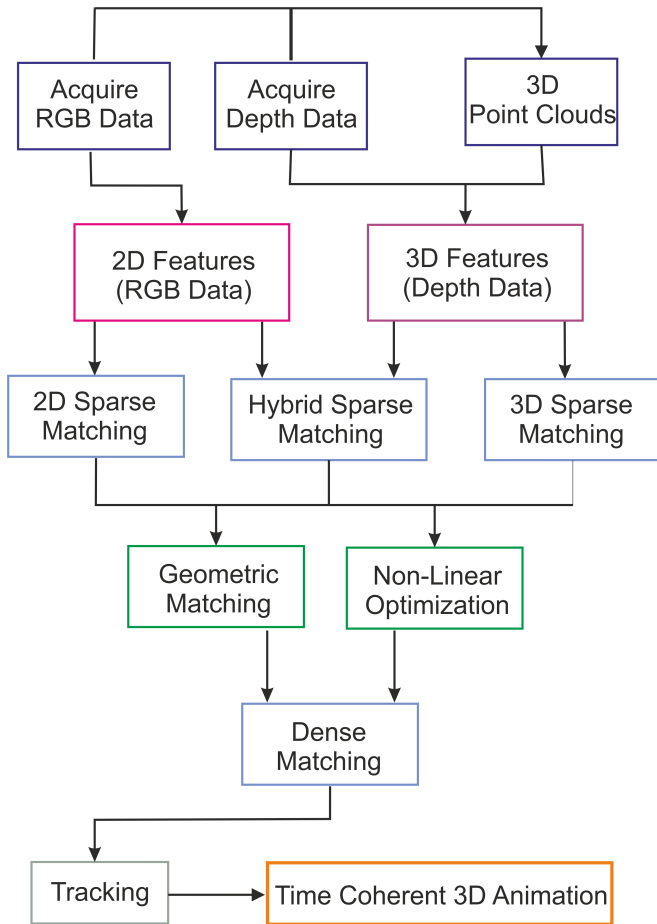 Acquire
RGB Data
Acquire
Depth Data
3D
Point Clouds
2D Features
(RGB Data)
3D Features
(Depth Data)
2D Sparse
Matching
Hybrid Sparse
Matching
3D Sparse
Matching
Geometric
Matching
Non-Linear
Optimization
Dense
Matching
Tracking
Time Coherent 3D Animation